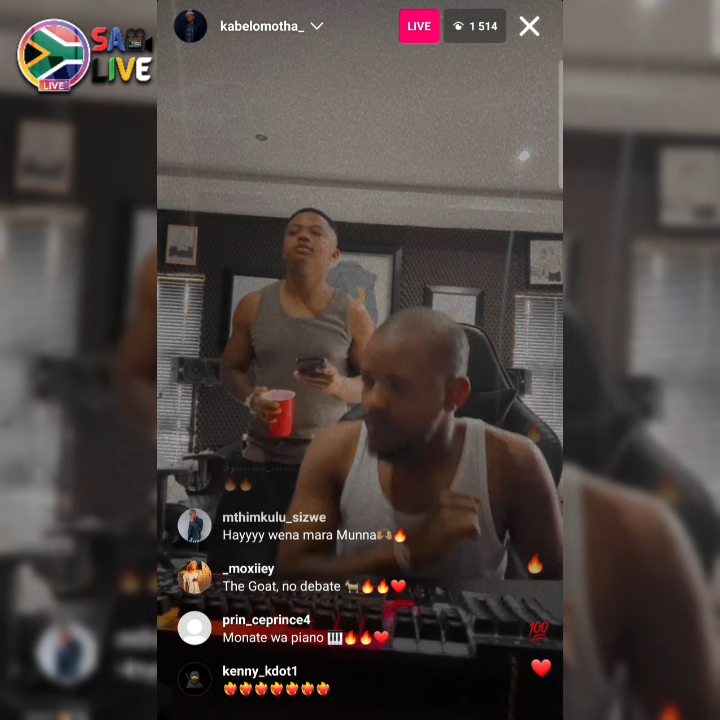 SA
LIVE
LIVE
kabelomotha_
LIVE
1 514
mthimkulu_sizwe
Hayyyy wena mara Munna🙌🏽🔥
_moxiiey
The Goat, no debate 🐐🔥🔥❤️
prin_ceprince4
Monate wa piano 🎹🔥🔥❤️
💯
kenny_kdot1
❤️‍🔥❤️‍🔥❤️‍🔥❤️‍🔥❤️‍🔥❤️‍🔥❤️‍🔥